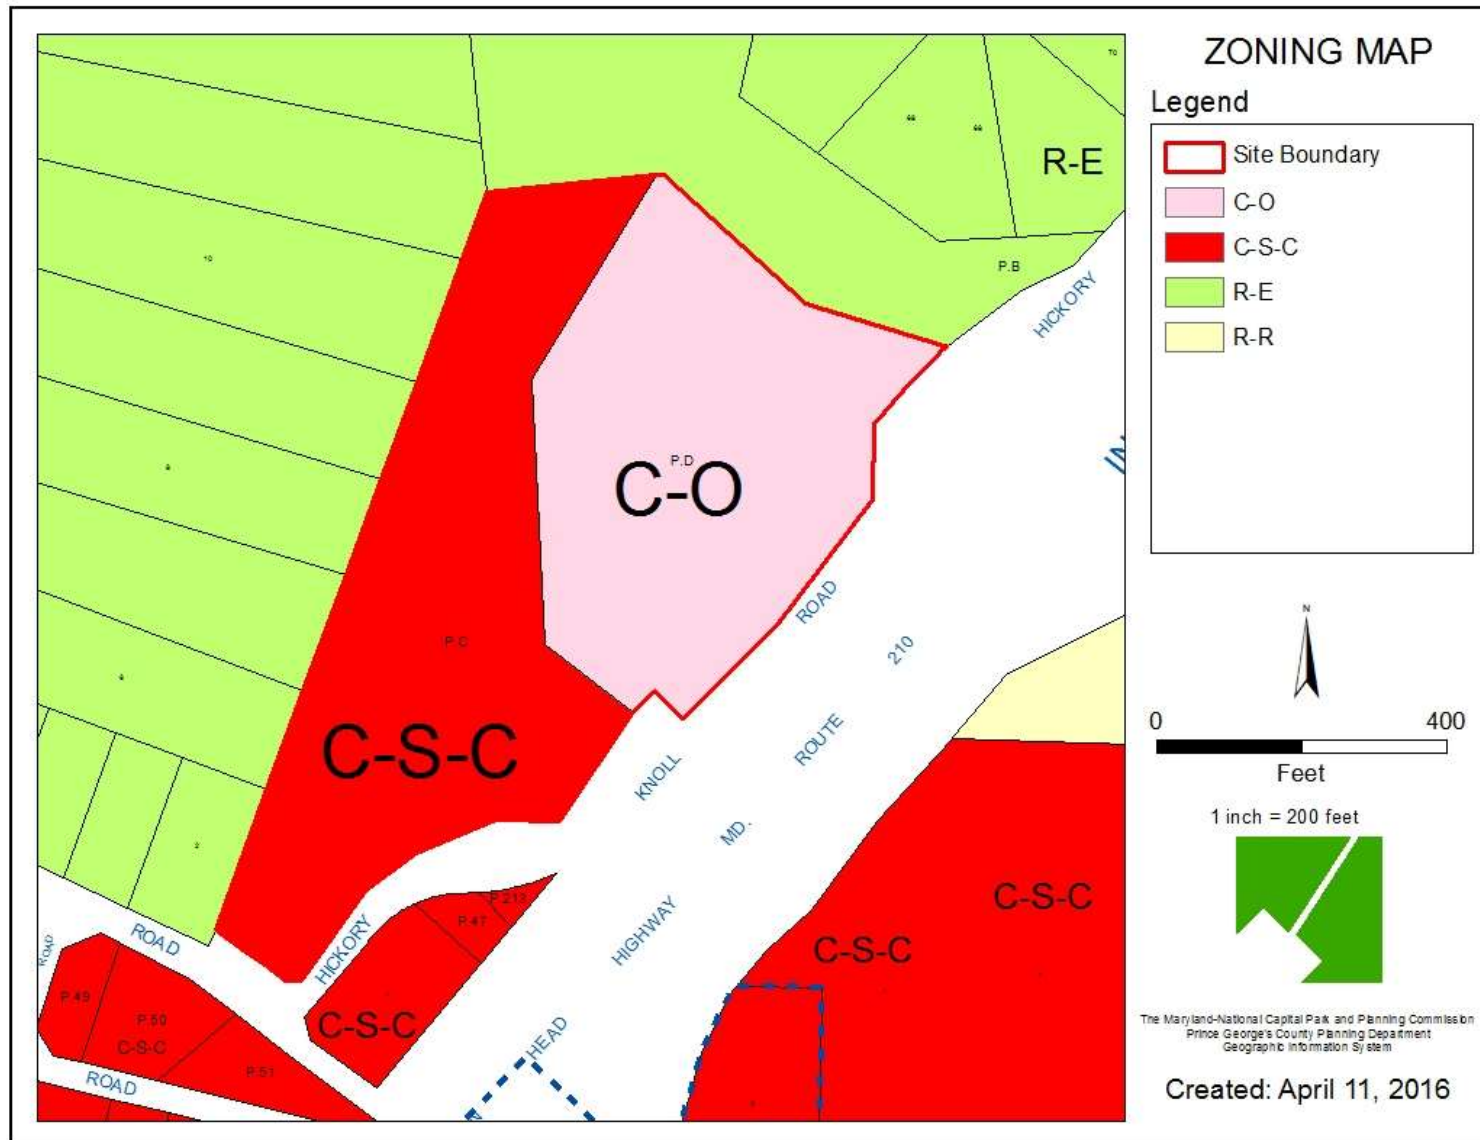 ZONING MAP
Legend
Site Boundary
C-O
C-S-C
R-E
R-R
R-E
P.B
HICKORY
P.D
C-O
ROAD
210
P.C
C-S-C
KNOLL
ROUTE
MD.
C-S-C
C-S-C
HIGHWAY
HEAD
P.213
P.47
HICKORY
C-S-C
ROAD
ROAD
P.49
P.50
C-S-C
P.51
ROAD
10
N
0
400
Feet
1 inch = 200 feet
The Maryland-National Capital Park and Planning Commission
Prince George's County Planning Department
Geographic Information System
Created: April 11, 2016